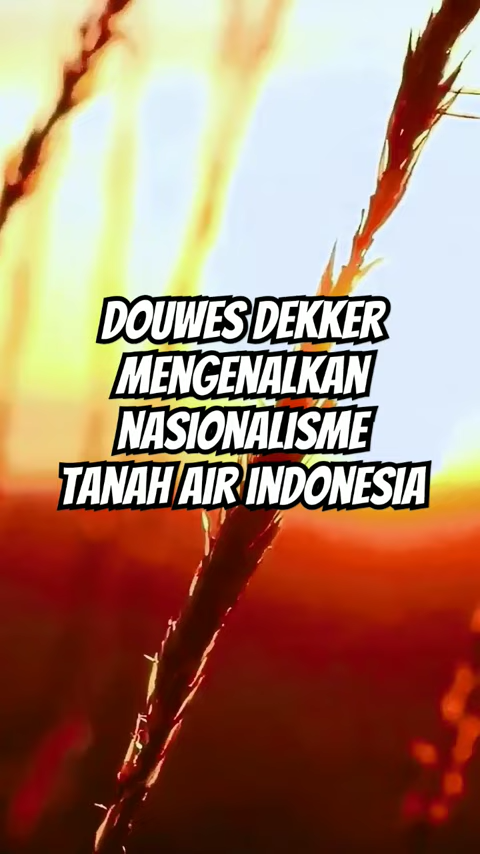 DOUWES DEKKER
MENGENALKAN
NASIONALISME
TANAH AIR INDONESIA